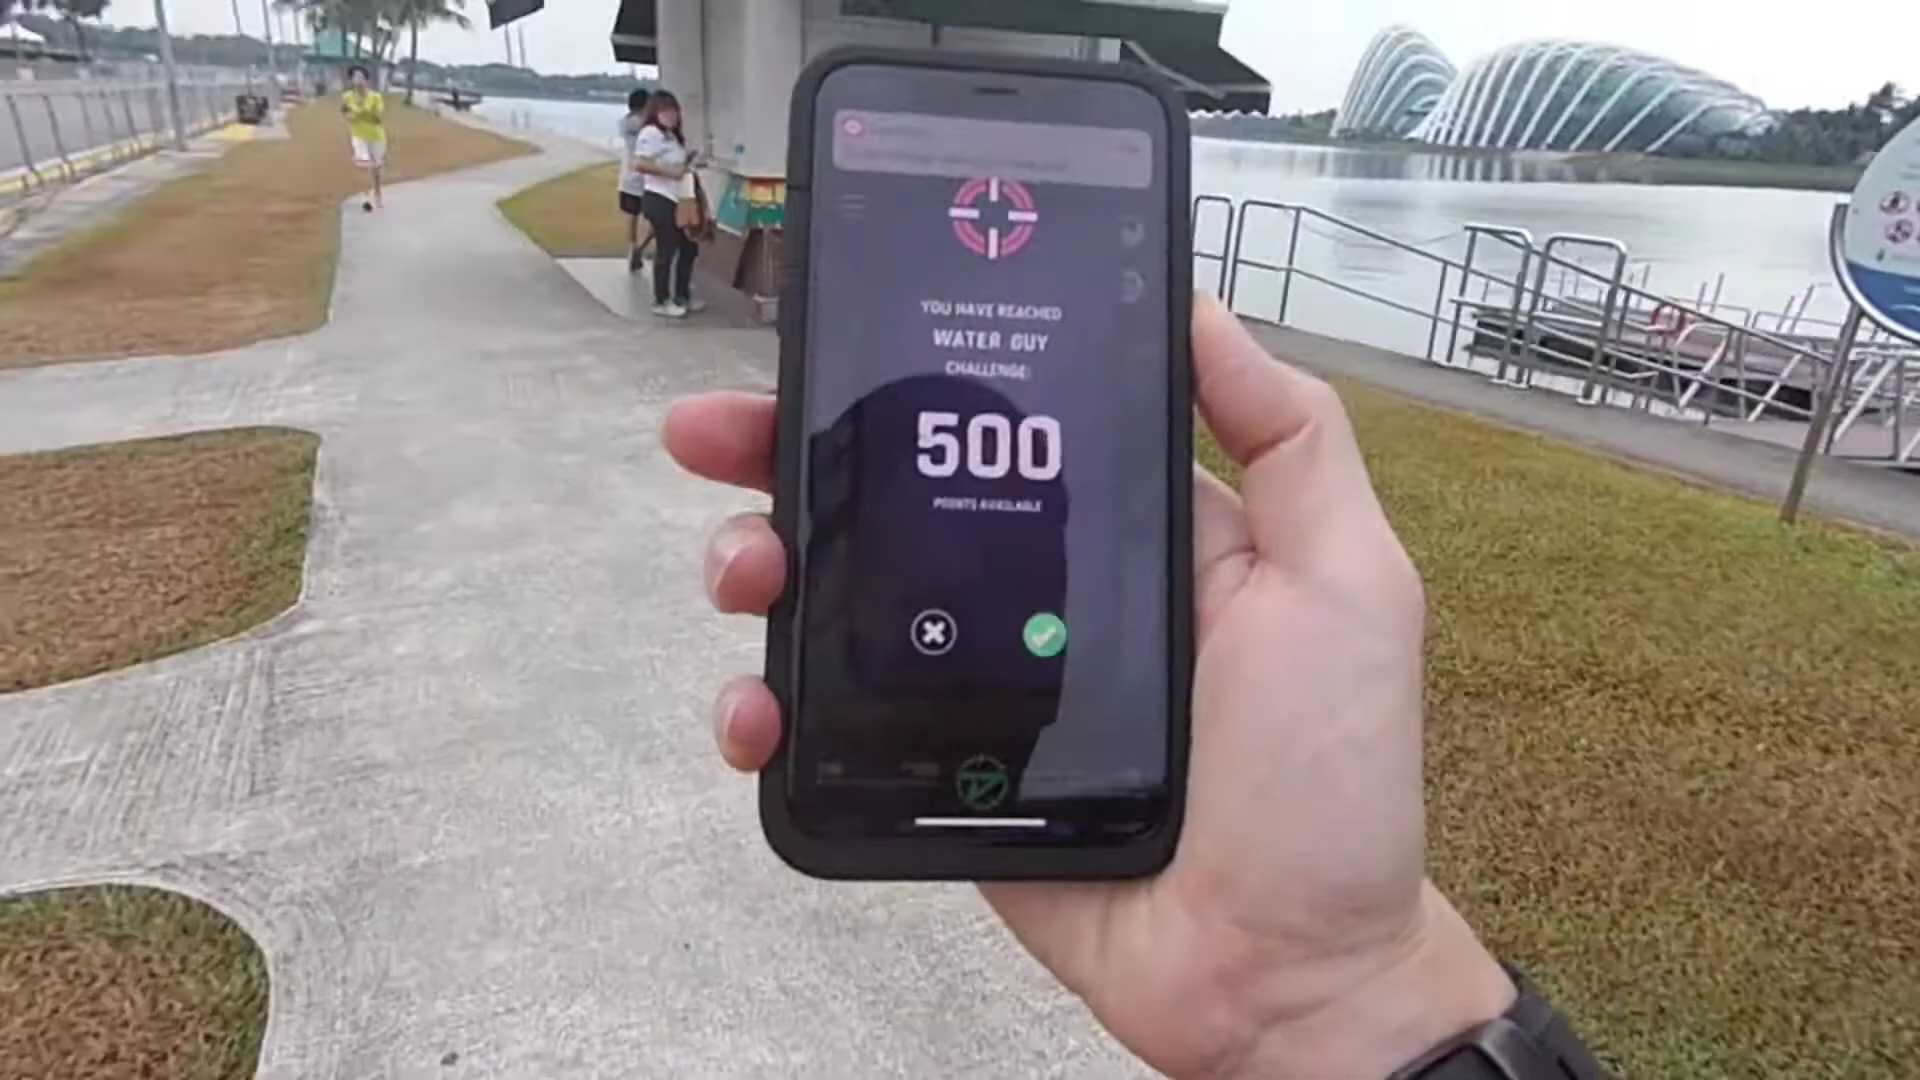 YOU HAVE REACHED
WATER GUY
CHALLENGE:
500
POINTS AVAILABLE